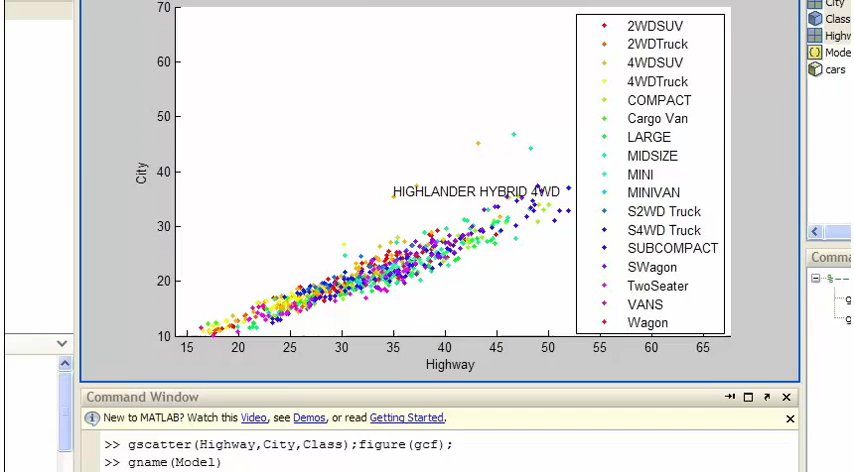 70
60
50
40
30
20
10
City
15 20 25 30 35 40 45 50 55 60 65
Highway
HIGHLANDER HYBRID 4WD
2WDSUV
2WDTruck
4WDSUV
4WDTruck
COMPACT
Cargo Van
LARGE
MIDSIZE
MINI
MINIVAN
S2WD Truck
S4WD Truck
SUBCOMPACT
SWagon
TwoSeater
VANS
Wagon
City
Class
Highw
Mode
cars
Comma
Command Window
New to MATLAB? Watch this Video, see Demos, or read Getting Started.
>> gscatter(Highway,City,Class);figure(gcf);
>> gname(Model)